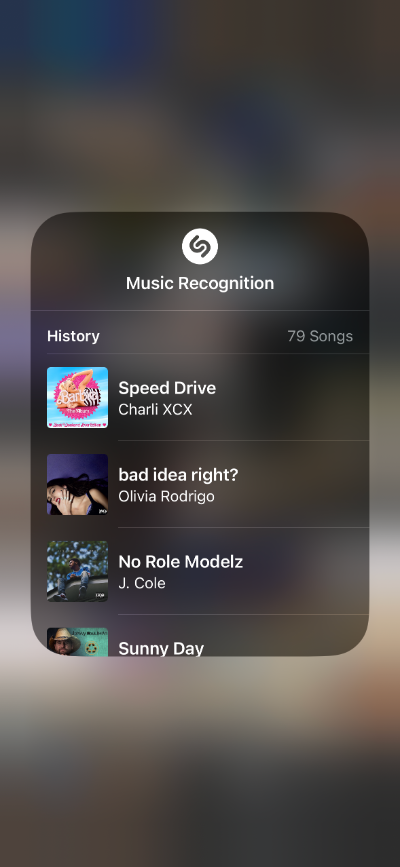 Music Recognition
History 79 Songs
Speed Drive
Charli XCX
bad idea right?
Olivia Rodrigo
No Role Modelz
J. Cole
Sunny Day